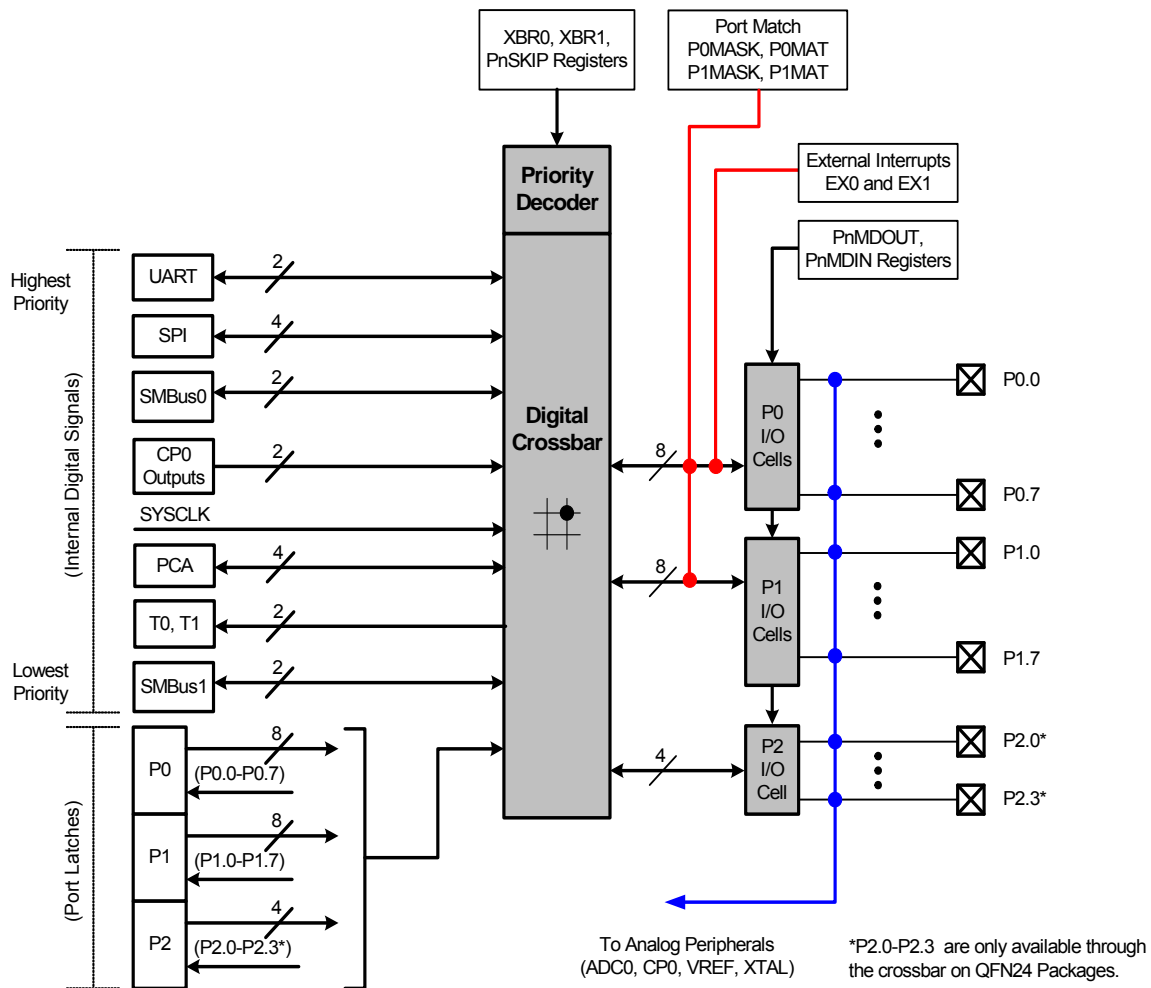 XBR0, XBR1,
PnSKIP Registers
Port Match
P0MASK, P0MAT
P1MASK, P1MAT
External Interrupts
EX0 and EX1
Priority
Decoder
PnMDOUT,
PnMDIN Registers
Highest
Priority
(Internal Digital Signals)
Lowest
Priority
UART
2
SPI
4
SMBus0
2
CP0
Outputs
2
SYSCLK
PCA
4
T0, T1
2
SMBus1
2
Digital
Crossbar
8
8
4
P0
I/O
Cells
P1
I/O
Cells
P2
I/O
Cell
P0.0
P0.7
P1.0
P1.7
P2.0*
P2.3*
(Port Latches)
P0
8
(P0.0-P0.7)
P1
8
(P1.0-P1.7)
P2
4
(P2.0-P2.3*)
To Analog Peripherals
(ADC0, CP0, VREF, XTAL)
*P2.0-P2.3 are only available through
the crossbar on QFN24 Packages.